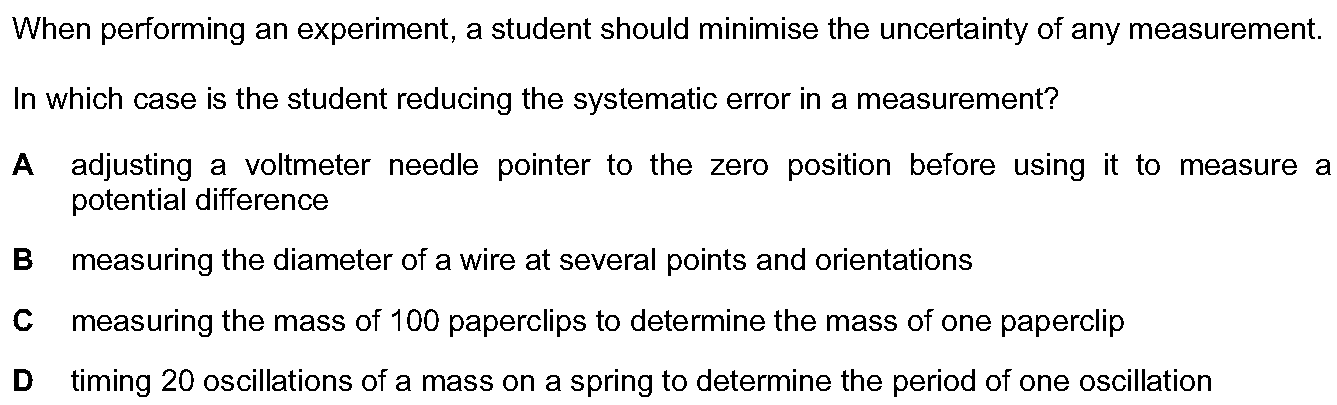 When performing an experiment, a student should minimise the uncertainty of any measurement.
In which case is the student reducing the systematic error in a measurement?
A adjusting a voltmeter needle pointer to the zero position before using it to measure a
potential difference
B measuring the diameter of a wire at several points and orientations
C measuring the mass of 100 paperclips to determine the mass of one paperclip
D timing 20 oscillations of a mass on a spring to determine the period of one oscillation